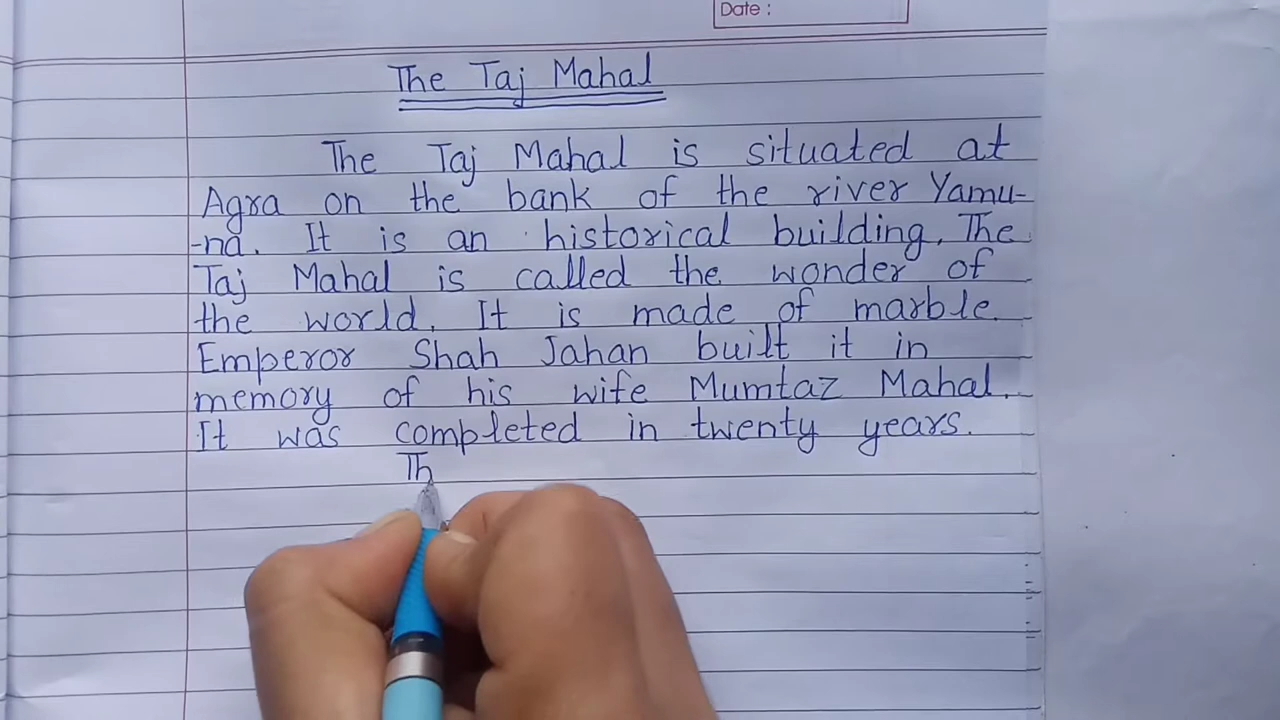 Date :
The Taj Mahal
The Taj Mahal is situated at
Agra on the bank of the river Yamu-
-na. It is an historical building. The
Taj Mahal is called the wonder of
the world. It is made of marble.
Emperor Shah Jahan built it in
memory of his wife Mumtaz Mahal.
It was completed in twenty years.
Th